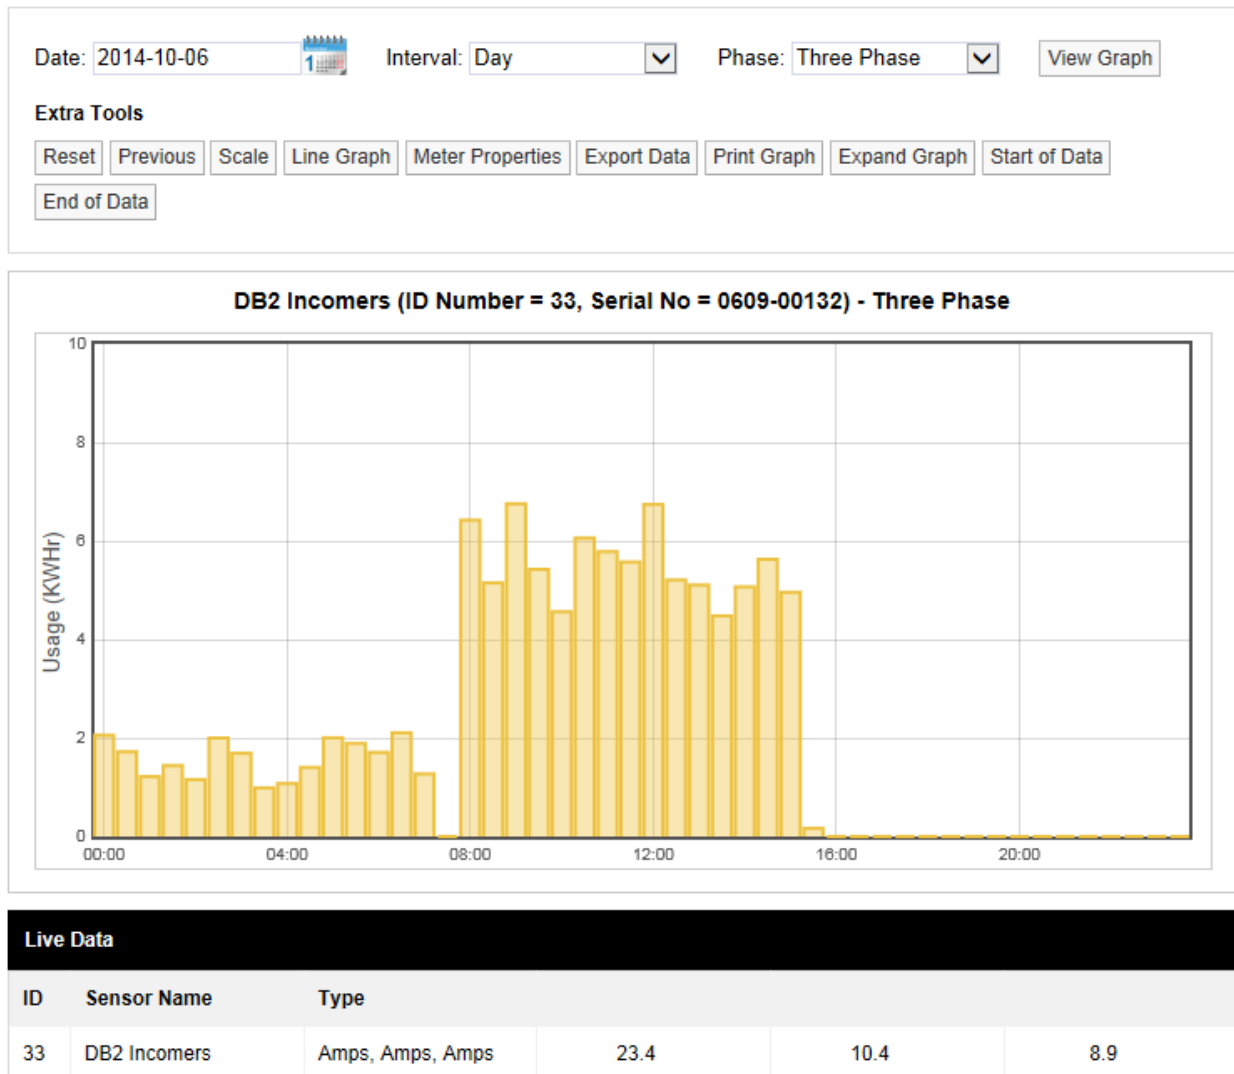 Date: 2014-10-06 Interval: Day Phase: Three Phase View Graph
Extra Tools
Reset Previous Scale Line Graph Meter Properties Export Data Print Graph Expand Graph Start of Data
End of Data
DB2 Incomers (ID Number = 33, Serial No = 0609-00132) - Three Phase
10
8
6
4
2
0
Usage (KWHr)
00:00 04:00 08:00 12:00 16:00 20:00
Live Data
ID Sensor Name Type
33 DB2 Incomers Amps, Amps, Amps 23.4 10.4 8.9